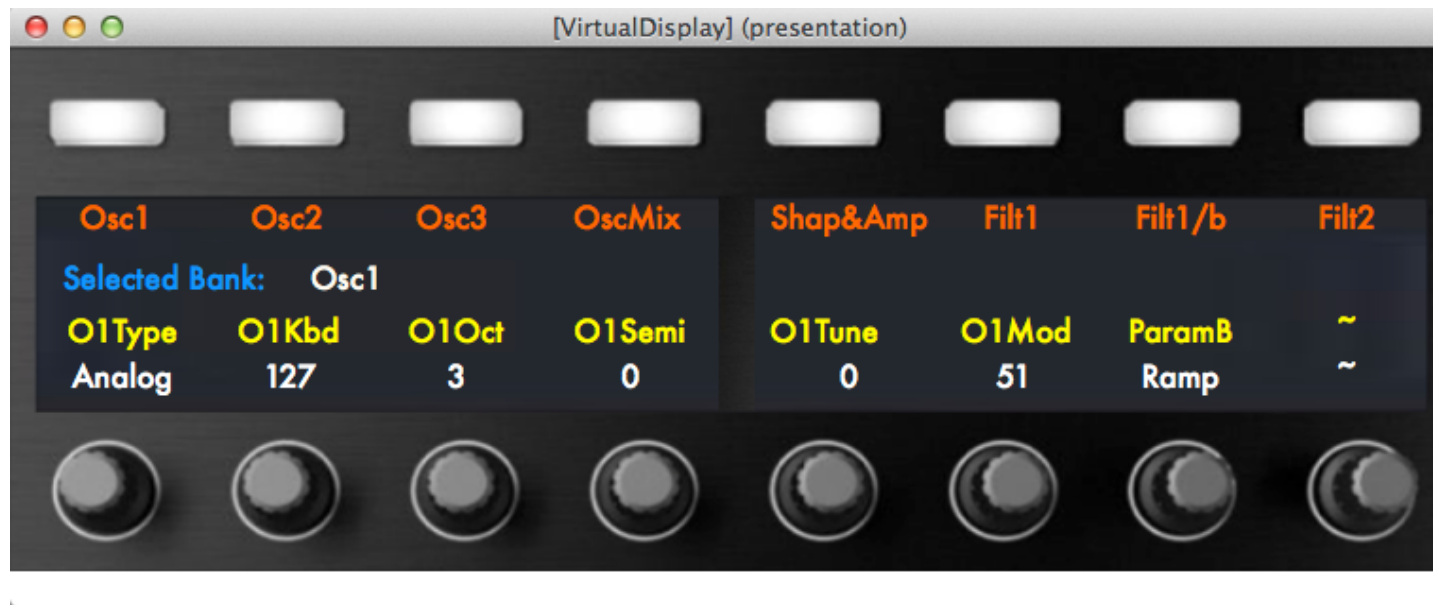 [VirtualDisplay] (presentation)
Osc1 Osc2 Osc3 OscMix Shap&Amp Filt1 Filt1/b Filt2
Selected Bank: Osc1
O1Type O1Kbd O1Oct O1Semi O1Tune O1Mod ParamB ~
Analog 127 3 0 0 51 Ramp ~